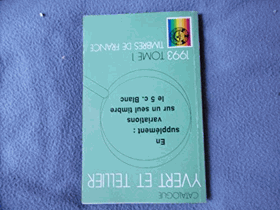 CATALOGUE
YVERT ET TELLIER
En
supplément :
variations
sur un seul timbre
le 5 c. Blanc
1993 TOME 1
TIMBRES DE FRANCE